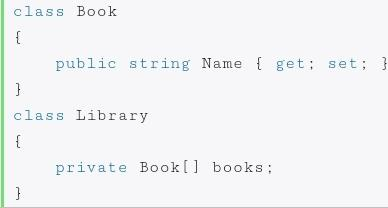 class Book
{
    public string Name { get; set; }
}
class Library
{
    private Book[] books;
}